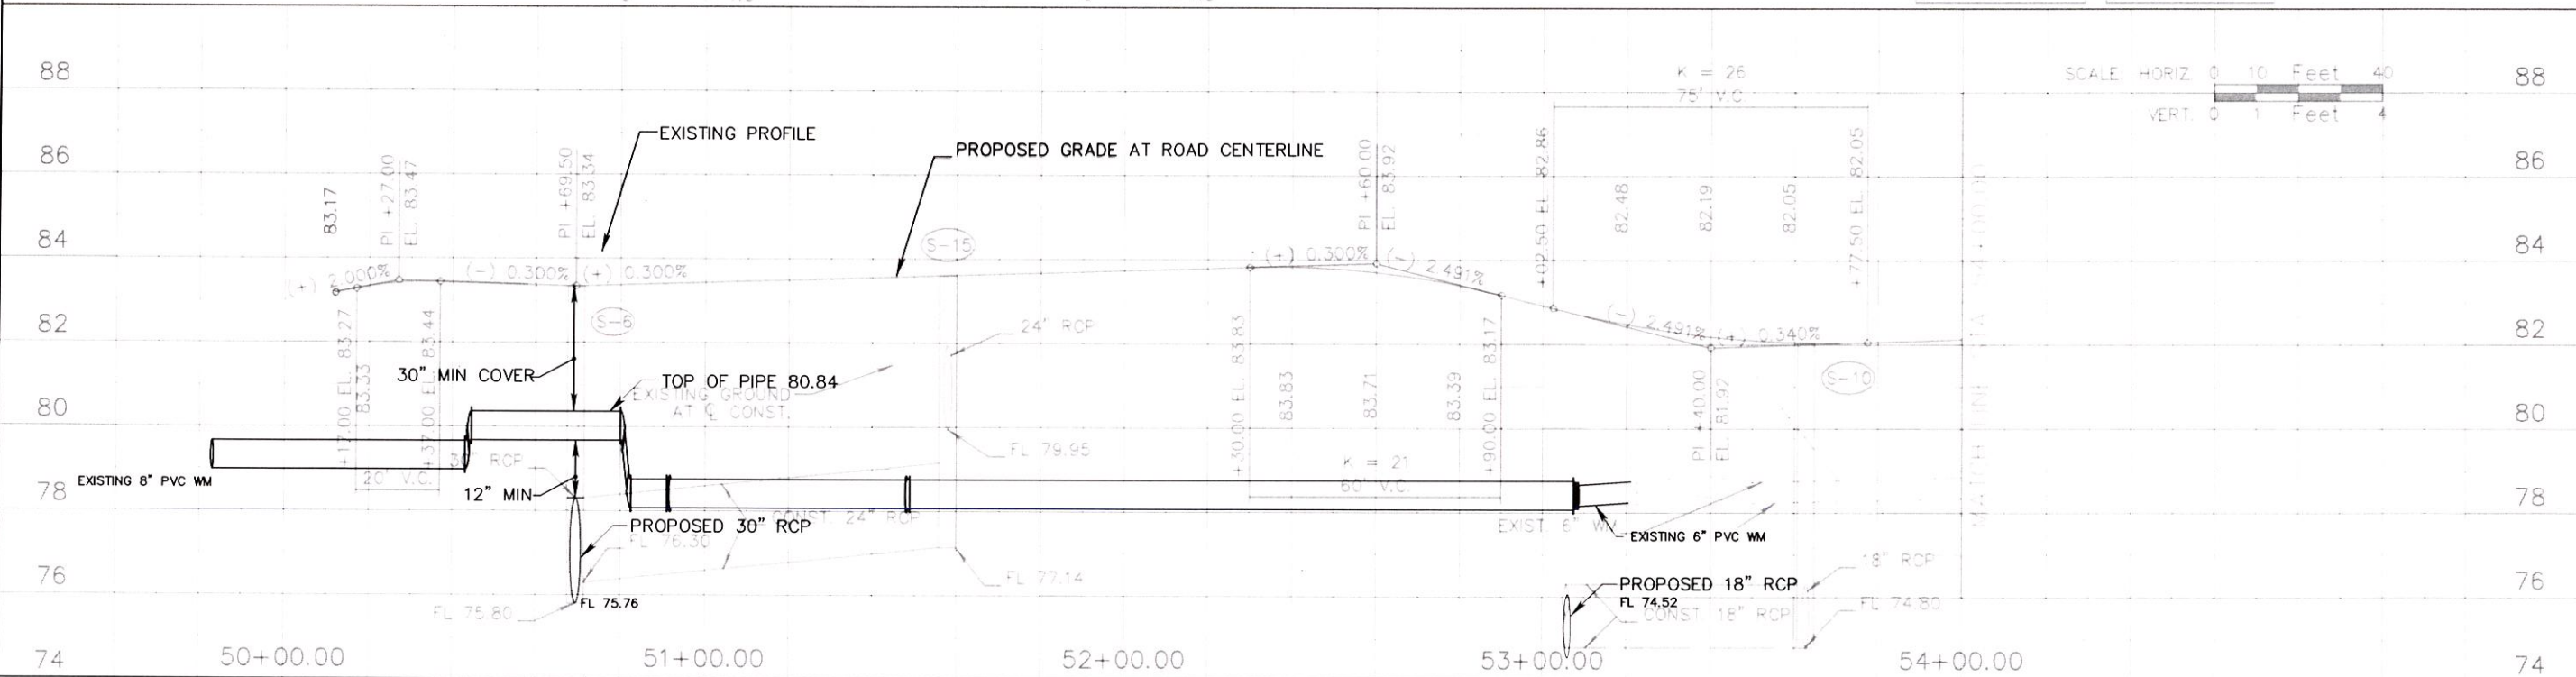 SCALE: HORIZ. 0 10 Feet 40
VERT. 0 1 Feet 4
88
88
K = 26
75' V.C.
EXISTING PROFILE
PROPOSED GRADE AT ROAD CENTERLINE
86
86
83.17
PI +27.00
EL. 83.47
PI +69.50
EL. 83.34
PI +60.00
EL. 83.92
+02.50 EL. 82.86
82.48
82.19
82.05
+77.50 EL. 82.05
84
84
S-15
(+) 2.000%
(-) 0.300%
(+) 0.300%
(+) 0.300%
(-) 2.491%
(-) 2.491%
(+) 0.340%
82
82
S-6
24" RCP
+17.00 EL. 83.27
83.33
+37.00 EL. 83.44
20' V.C.
30" MIN COVER
TOP OF PIPE 80.84
EXISTING GROUND
AT ℄ CONST.
+30.00 EL. 83.83
83.83
83.71
83.39
+90.00 EL. 83.17
K = 21
60' V.C.
PI +40.00
EL. 81.92
S-10
MATCH LINE
80
80
FL 79.95
30" RCP
EXISTING 8" PVC WM
12" MIN
78
78
CONST. 24" RCP
PROPOSED 30" RCP
FL 76.30
EXIST. 6" WM
EXISTING 6" PVC WM
76
76
FL 77.14
18" RCP
PROPOSED 18" RCP
FL 74.52
CONST. 18" RCP
FL 74.80
FL 75.80
FL 75.76
74
50+00.00
51+00.00
52+00.00
53+00.00
54+00.00
74